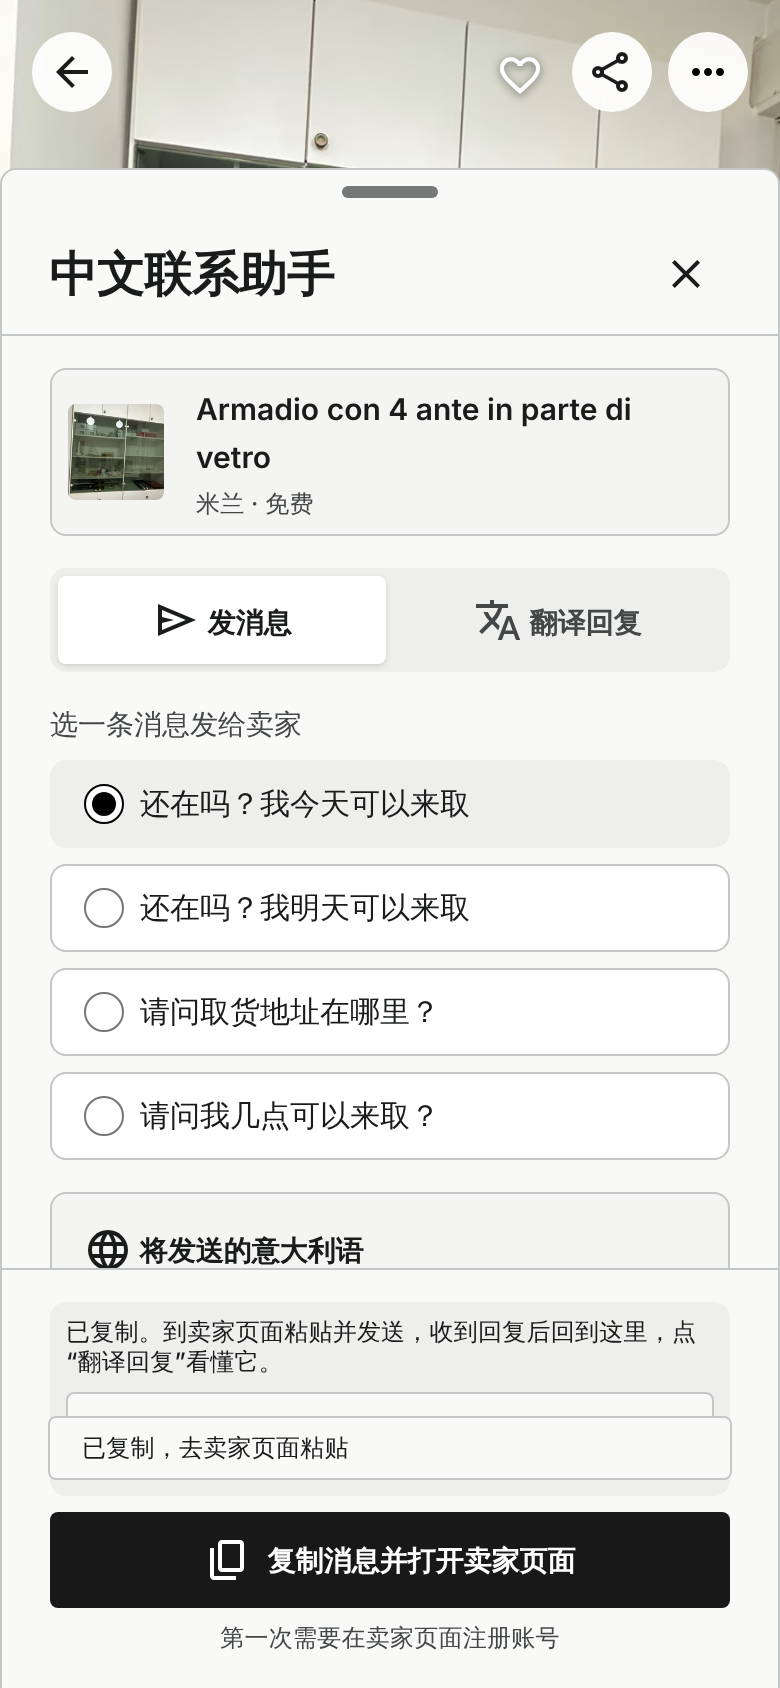 中文联系助手
Armadio con 4 ante in parte di
vetro
米兰 · 免费
发消息
翻译回复
选一条消息发给卖家
还在吗？我今天可以来取
还在吗？我明天可以来取
请问取货地址在哪里？
请问我几点可以来取？
将发送的意大利语
已复制。到卖家页面粘贴并发送，收到回复后回到这里，点
“翻译回复”看懂它。
已复制，去卖家页面粘贴
复制消息并打开卖家页面
第一次需要在卖家页面注册账号